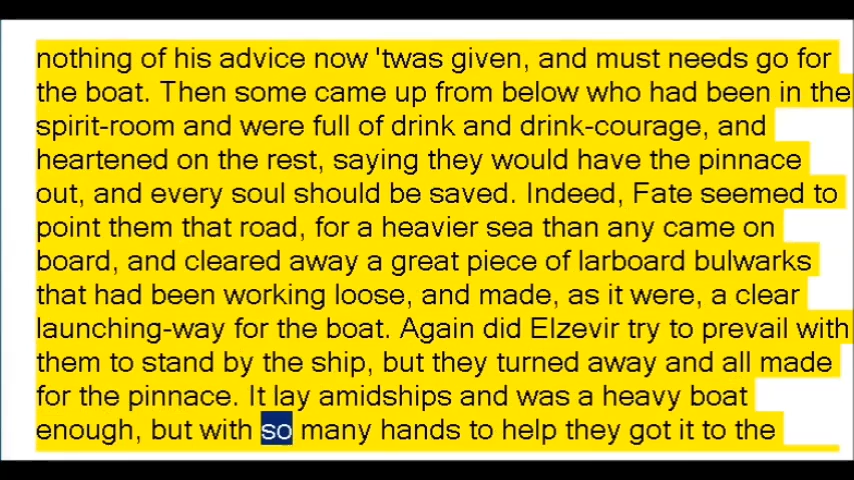 nothing of his advice now 'twas given, and must needs go for
the boat. Then some came up from below who had been in the
spirit-room and were full of drink and drink-courage, and
heartened on the rest, saying they would have the pinnace
out, and every soul should be saved. Indeed, Fate seemed to
point them that road, for a heavier sea than any came on
board, and cleared away a great piece of larboard bulwarks
that had been working loose, and made, as it were, a clear
launching-way for the boat. Again did Elzevir try to prevail with
them to stand by the ship, but they turned away and all made
for the pinnace. It lay amidships and was a heavy boat
enough, but with so many hands to help they got it to the